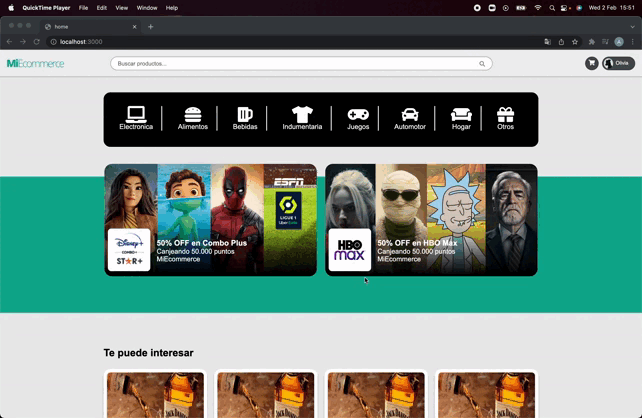 QuickTime Player File Edit View Window Help Wed 2 Feb 15:51
home
localhost:3000
MiEcommerce Buscar productos... Olivia
Electronica Alimentos Bebidas Indumentaria Juegos Automotor Hogar Otros
ESPN
LIGUE 1
Uber Eats
Disney+
COMBO+
STAR+
50% OFF en Combo Plus
Canjeando 50.000 puntos
MiEcommerce
HBO
max
50% OFF en HBO Max
Canjeando 50.000 puntos
MiEcommerce
Te puede interesar